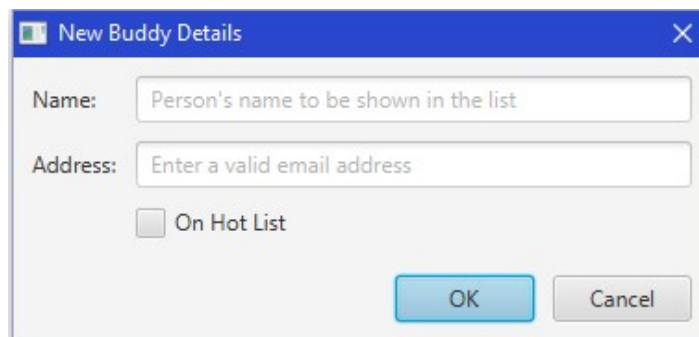 New Buddy Details
Name: Person's name to be shown in the list
Address: Enter a valid email address
On Hot List
OK Cancel